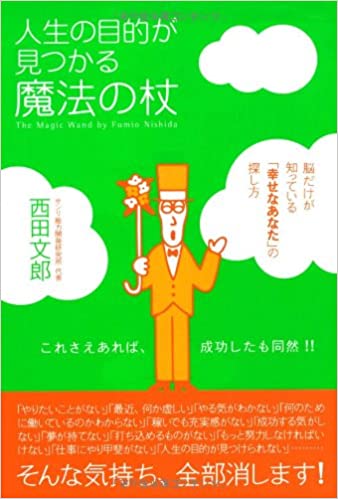 人生の目的が
見つかる
魔法の杖
The Magic Wand by Fumio Nishida
脳だけが
知っている
「幸せなあなた」の
探し方
サンリ能力開発研究所 代表
西田文郎
これさえあれば、 成功したも同然!!
「やりたいことがない」「最近、何か虚しい」「やる気がわかない」「何のため
に働いているのかわからない」「稼いでも充実感がない」「成功する気がし
ない」「夢が持てない」「打ち込めるものがない」「もっと努力しなければい
けない」「仕事にやり甲斐がない」「人生の目的が見つけられない」………
そんな気持ち、全部消します!